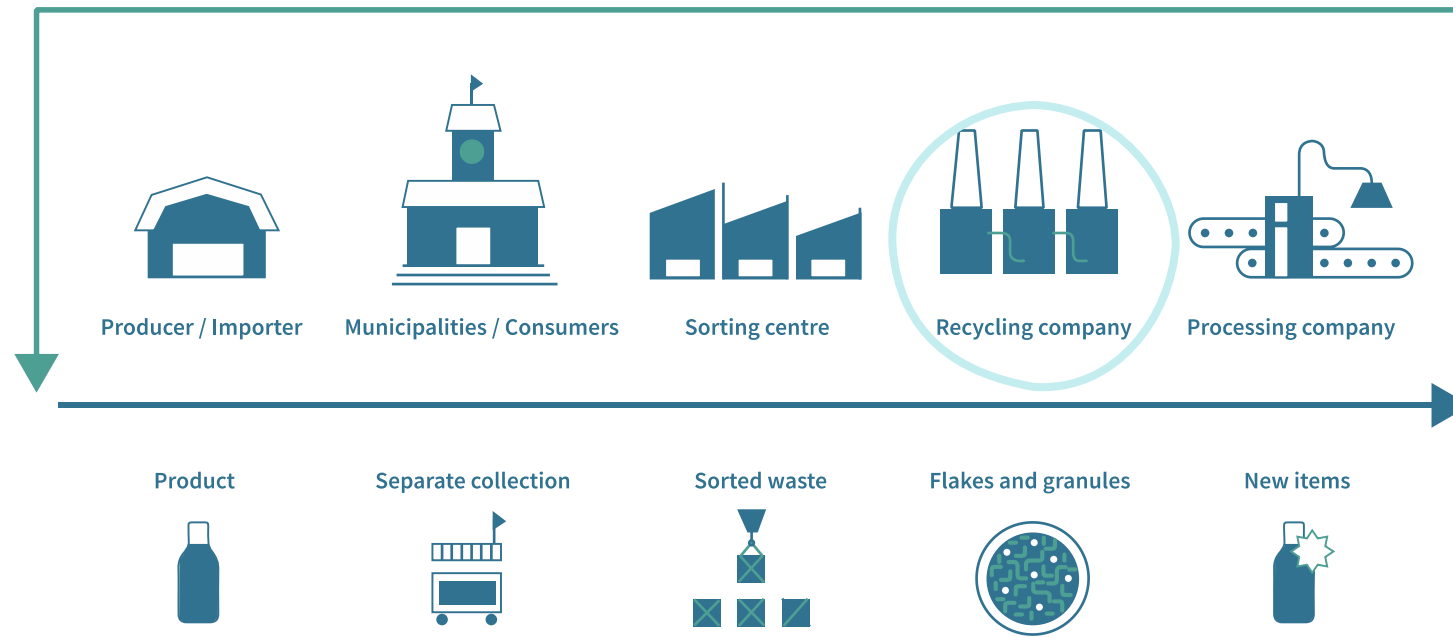 Producer / Importer
Municipalities / Consumers
Sorting centre
Recycling company
Processing company
Product
Separate collection
Sorted waste
Flakes and granules
New items